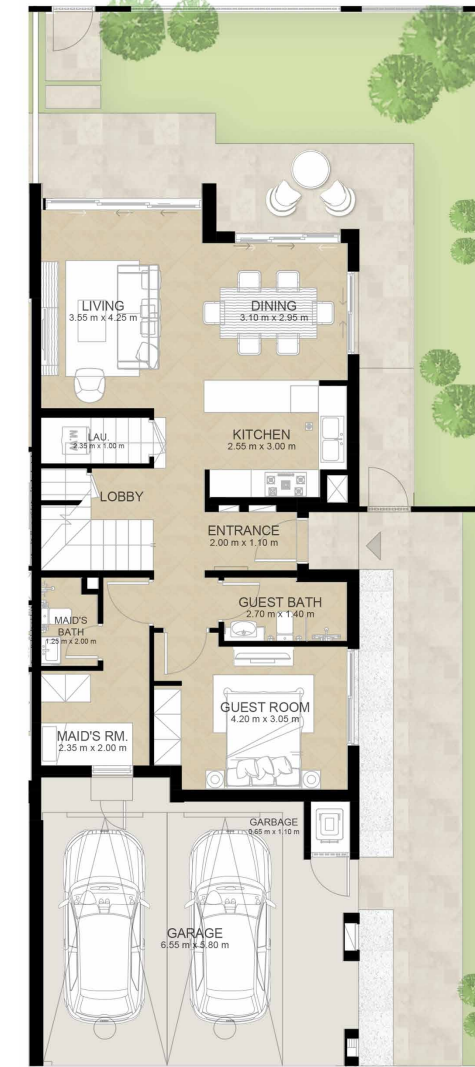 LIVING
3.55 m x 4.25 m
DINING
3.10 m x 2.95 m
KITCHEN
2.55 m x 3.00 m
LAU.
2.35 m x 1.00 m
LOBBY
ENTRANCE
2.00 m x 1.10 m
GUEST BATH
2.70 m x 1.40 m
MAID'S
BATH
1.25 m x 2.00 m
GUEST ROOM
4.20 m x 3.05 m
MAID'S RM.
2.35 m x 2.00 m
GARBAGE
0.65 m x 1.10 m
GARAGE
6.55 m x 5.80 m